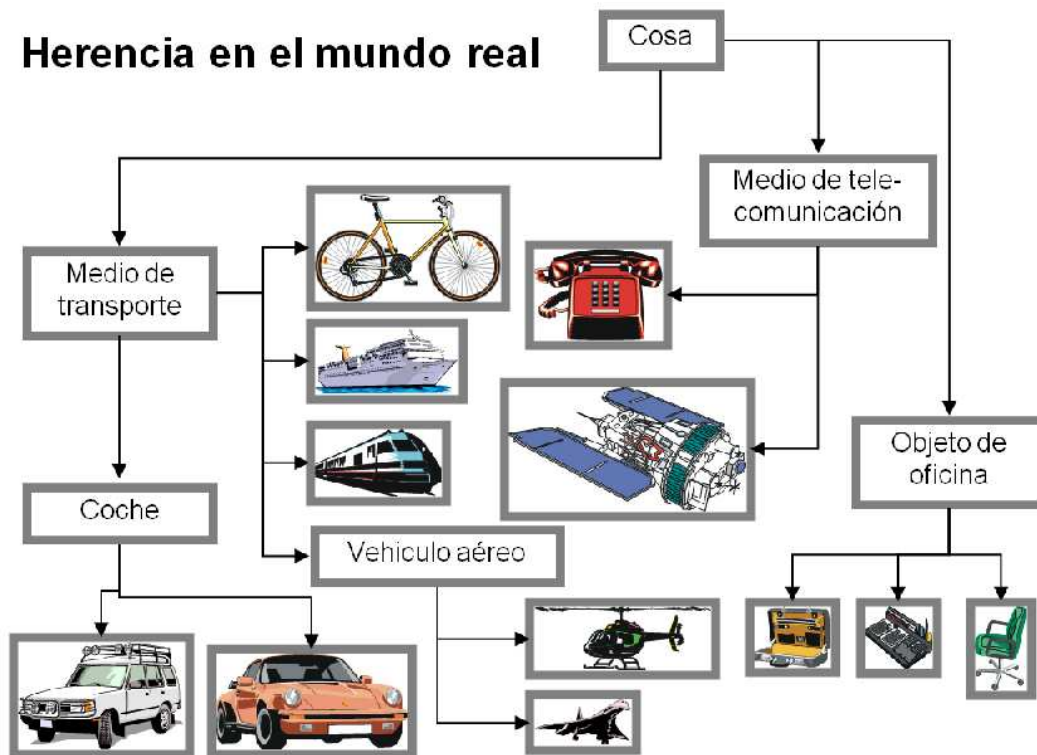 Herencia en el mundo real
Cosa
Medio de tele-
comunicación
Medio de
transporte
Objeto de
oficina
Coche
Vehiculo aéreo